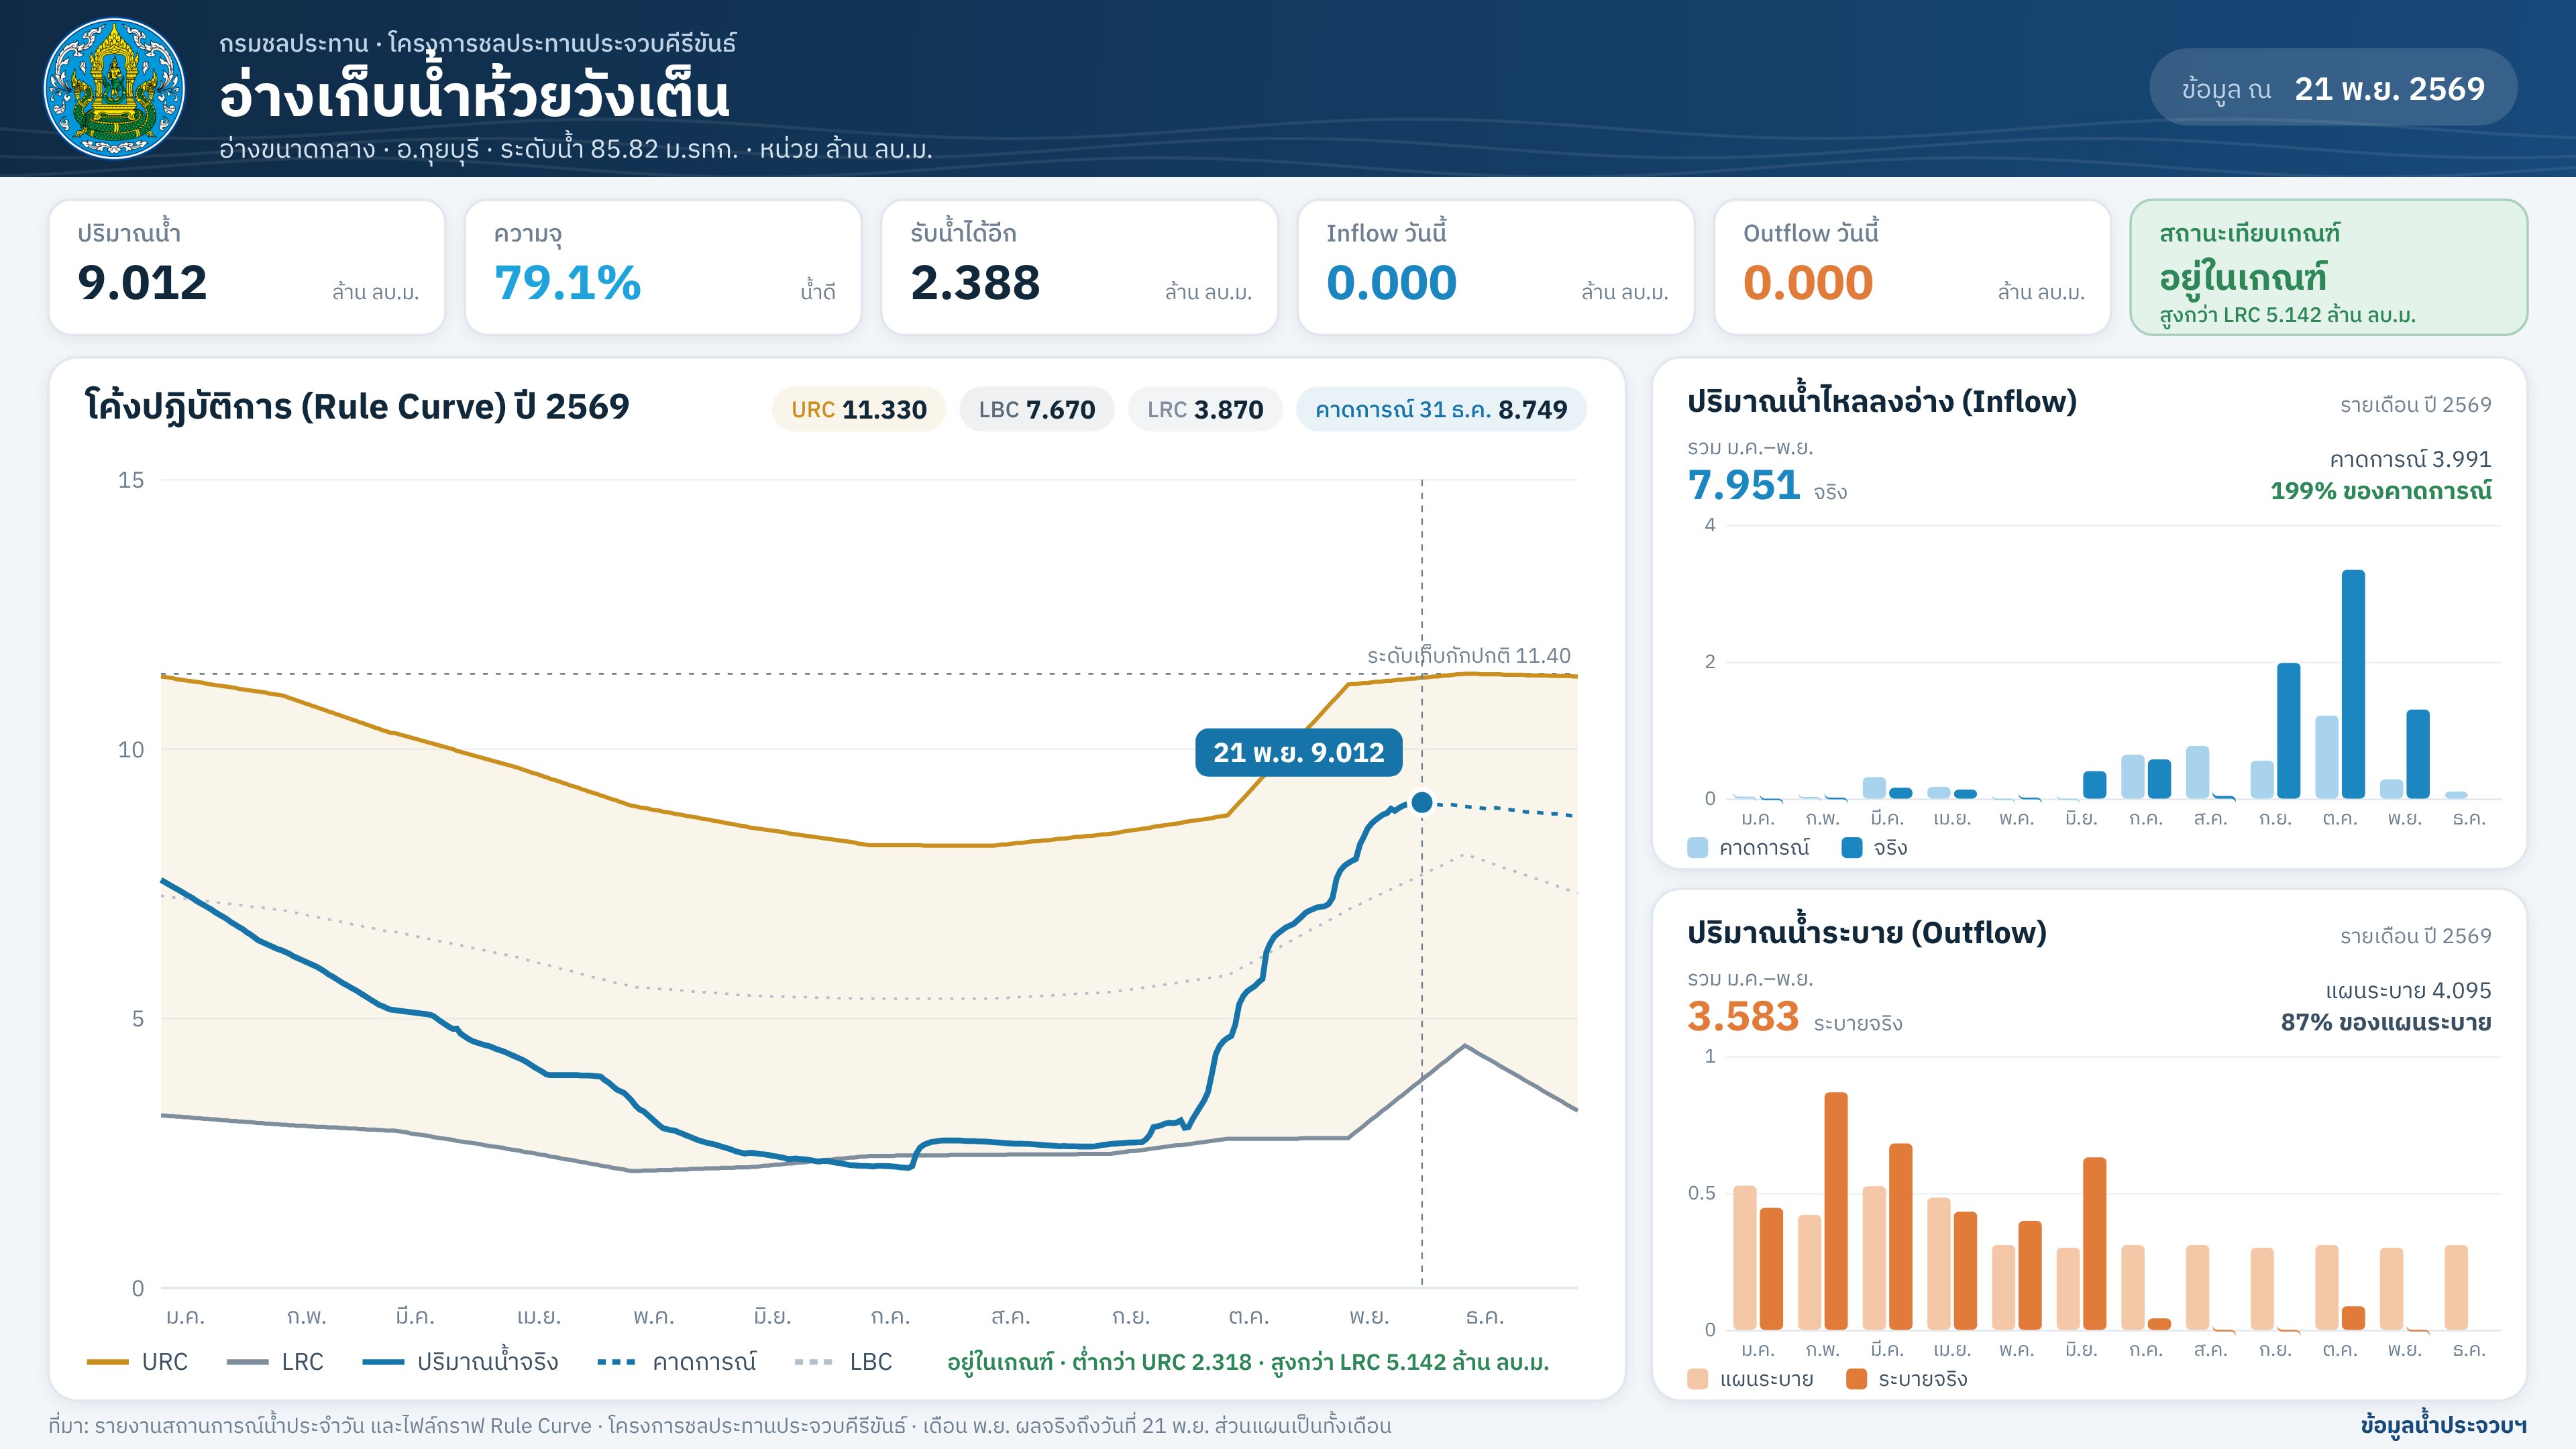 กรมชลประทาน · โครงการชลประทานประจวบคีรีขันธ์
อ่างเก็บน้ำห้วยวังเต็น
อ่างขนาดกลาง · อ.กุยบุรี · ระดับน้ำ 85.82 ม.รทก. · หน่วย ล้าน ลบ.ม.
ข้อมูล ณ 21 พ.ย. 2569
ปริมาณน้ำ
9.012 ล้าน ลบ.ม.
ความจุ
79.1% น้ำดี
รับน้ำได้อีก
2.388 ล้าน ลบ.ม.
Inflow วันนี้
0.000 ล้าน ลบ.ม.
Outflow วันนี้
0.000 ล้าน ลบ.ม.
สถานะเทียบเกณฑ์
อยู่ในเกณฑ์
สูงกว่า LRC 5.142 ล้าน ลบ.ม.
โค้งปฏิบัติการ (Rule Curve) ปี 2569
URC 11.330
LBC 7.670
LRC 3.870
คาดการณ์ 31 ธ.ค. 8.749
15
ระดับเก็บกักปกติ 11.40
10
21 พ.ย. 9.012
5
0
ม.ค. ก.พ. มี.ค. เม.ย. พ.ค. มิ.ย. ก.ค. ส.ค. ก.ย. ต.ค. พ.ย. ธ.ค.
URC LRC ปริมาณน้ำจริง คาดการณ์ LBC
อยู่ในเกณฑ์ · ต่ำกว่า URC 2.318 · สูงกว่า LRC 5.142 ล้าน ลบ.ม.
ปริมาณน้ำไหลลงอ่าง (Inflow)
รายเดือน ปี 2569
รวม ม.ค.–พ.ย.
7.951 จริง
คาดการณ์ 3.991
199% ของคาดการณ์
4
2
0
ม.ค. ก.พ. มี.ค. เม.ย. พ.ค. มิ.ย. ก.ค. ส.ค. ก.ย. ต.ค. พ.ย. ธ.ค.
คาดการณ์ จริง
ปริมาณน้ำระบาย (Outflow)
รายเดือน ปี 2569
รวม ม.ค.–พ.ย.
3.583 ระบายจริง
แผนระบาย 4.095
87% ของแผนระบาย
1
0.5
0
ม.ค. ก.พ. มี.ค. เม.ย. พ.ค. มิ.ย. ก.ค. ส.ค. ก.ย. ต.ค. พ.ย. ธ.ค.
แผนระบาย ระบายจริง
ที่มา: รายงานสถานการณ์น้ำประจำวัน และไฟล์กราฟ Rule Curve · โครงการชลประทานประจวบคีรีขันธ์ · เดือน พ.ย. ผลจริงถึงวันที่ 21 พ.ย. ส่วนแผนเป็นทั้งเดือน
ข้อมูลน้ำประจวบฯ